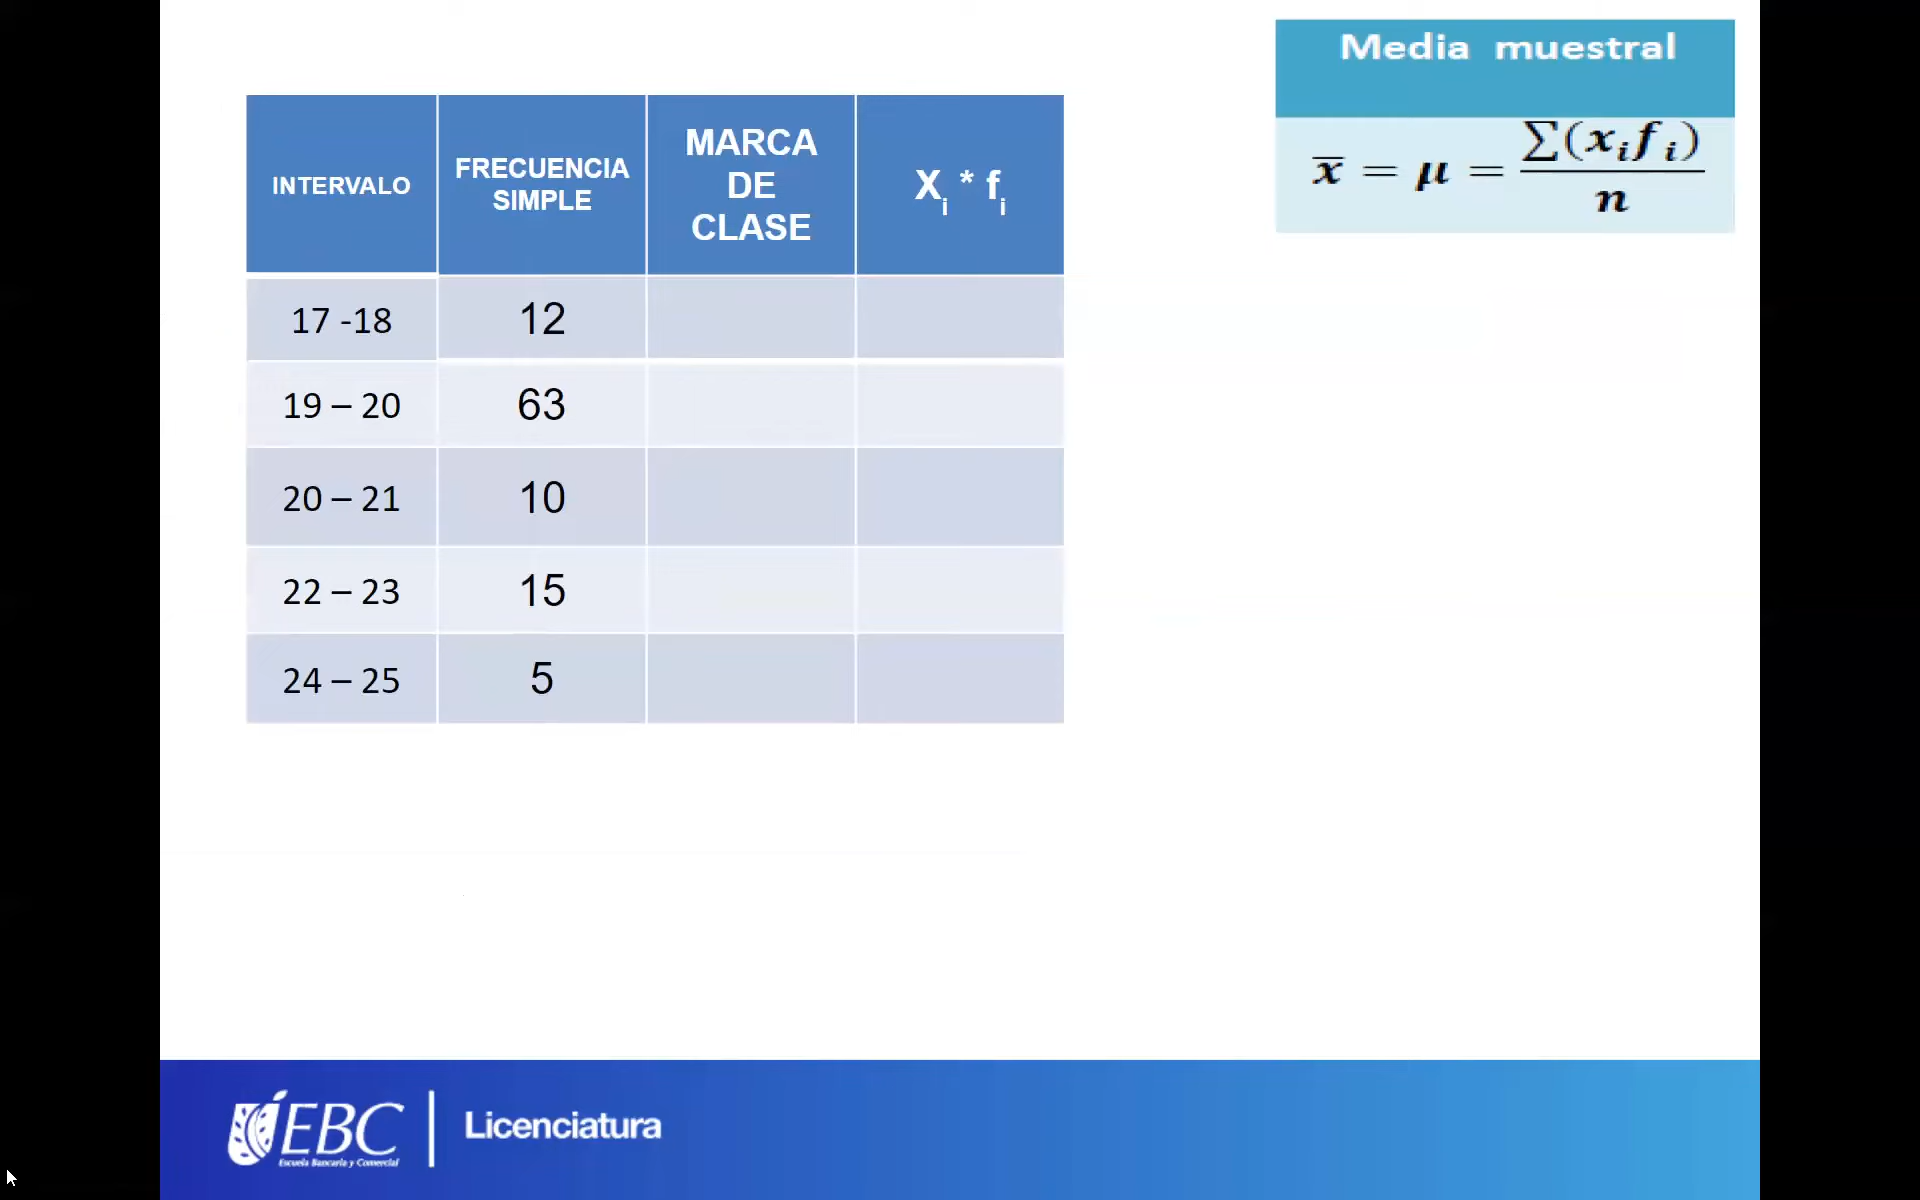 Media muestral
x̄ = μ = ∑(xᵢfᵢ) / n
INTERVALO
FRECUENCIA
SIMPLE
MARCA
DE
CLASE
Xᵢ * fᵢ
17 -18 12
19 – 20 63
20 – 21 10
22 – 23 15
24 – 25 5
EBC
Escuela Bancaria y Comercial
Licenciatura